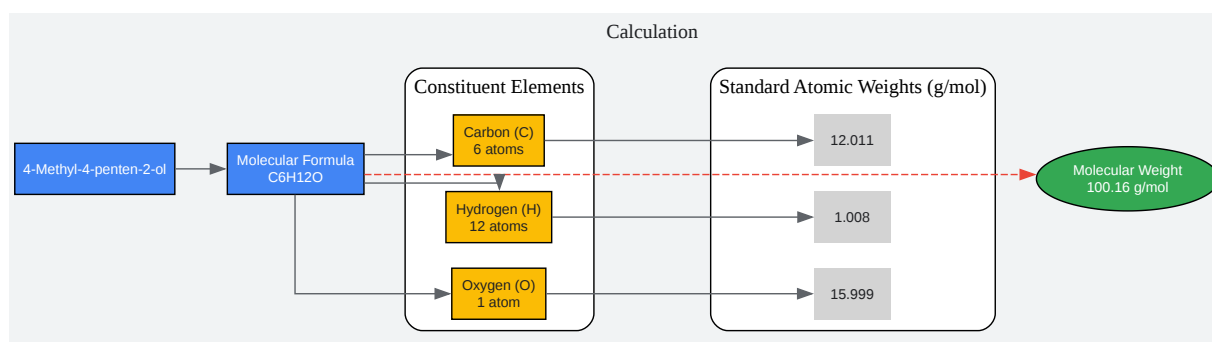 Calculation
Constituent Elements
Standard Atomic Weights (g/mol)
4-Methyl-4-penten-2-ol
Molecular Formula
C6H12O
Carbon (C)
6 atoms
12.011
Hydrogen (H)
12 atoms
1.008
Oxygen (O)
1 atom
15.999
Molecular Weight
100.16 g/mol